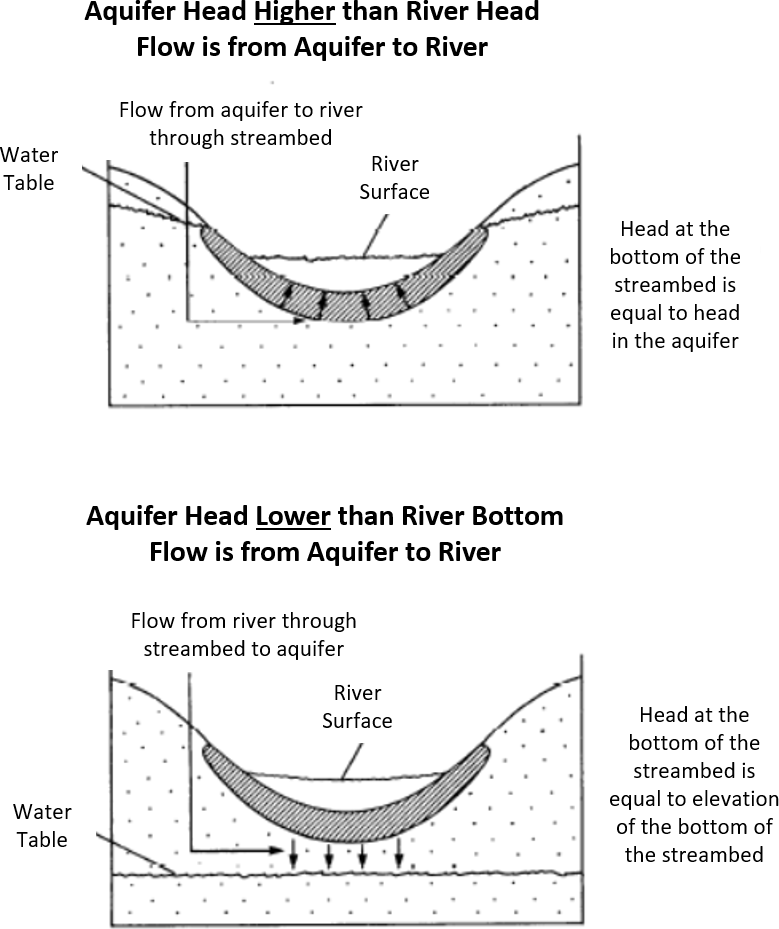 Aquifer Head Higher than River Head
Flow is from Aquifer to River
Flow from aquifer to river
through streambed
Water
Table
River
Surface
Head at the
bottom of the
streambed is
equal to head
in the aquifer
Aquifer Head Lower than River Bottom
Flow is from Aquifer to River
Flow from river through
streambed to aquifer
River
Surface
Water
Table
Head at the
bottom of the
streambed is
equal to elevation
of the bottom of
the streambed